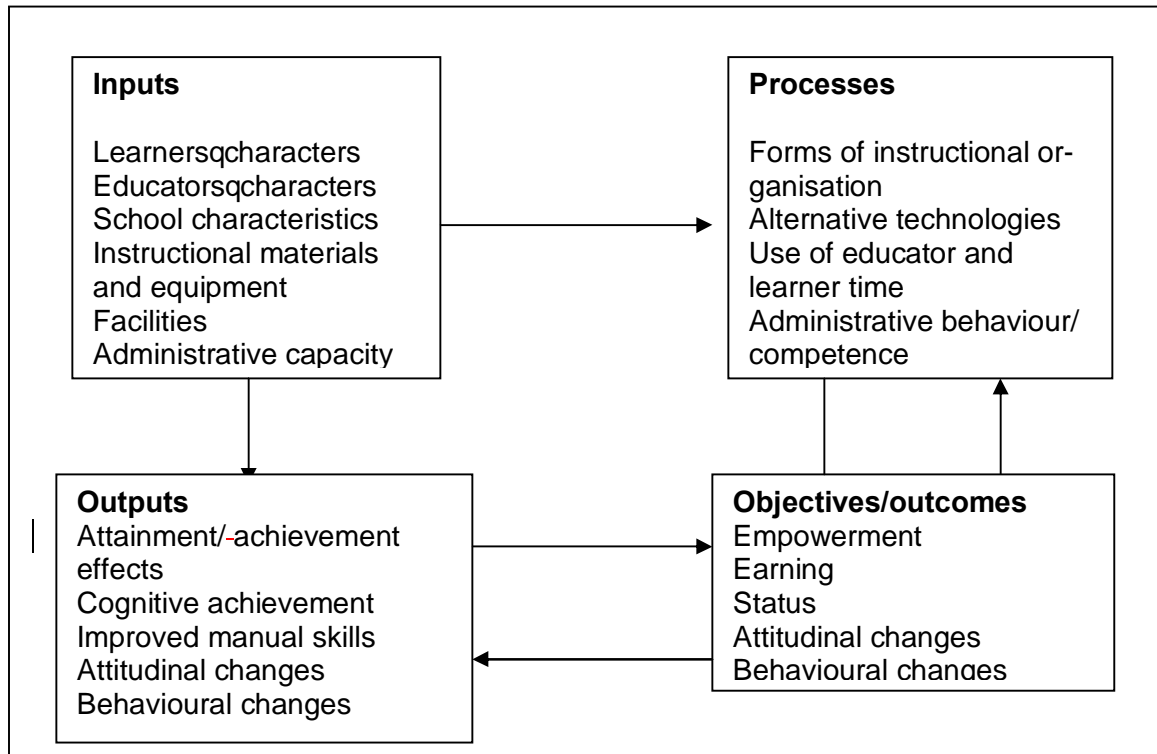 Inputs
Learnersqcharacters
Educatorsqcharacters
School characteristics
Instructional materials
and equipment
Facilities
Administrative capacity
Processes
Forms of instructional or-
ganisation
Alternative technologies
Use of educator and
learner time
Administrative behaviour/
competence
Outputs
Attainment/-achievement
effects
Cognitive achievement
Improved manual skills
Attitudinal changes
Behavioural changes
Objectives/outcomes
Empowerment
Earning
Status
Attitudinal changes
Behavioural changes